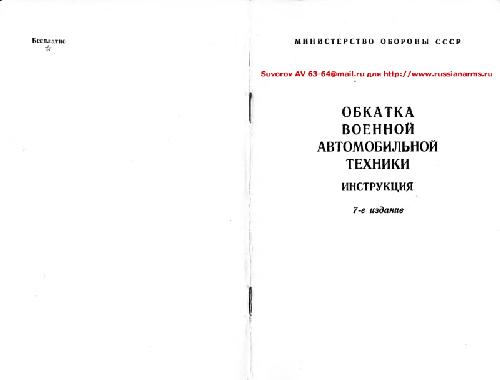 Бесплатно
МИНИСТЕРСТВО ОБОРОНЫ СССР
Suvorov AV 63-64@mail.ru для http://www.russianarms.ru
ОБКАТКА
ВОЕННОЙ
АВТОМОБИЛЬНОЙ
ТЕХНИКИ
ИНСТРУКЦИЯ
7-е издание